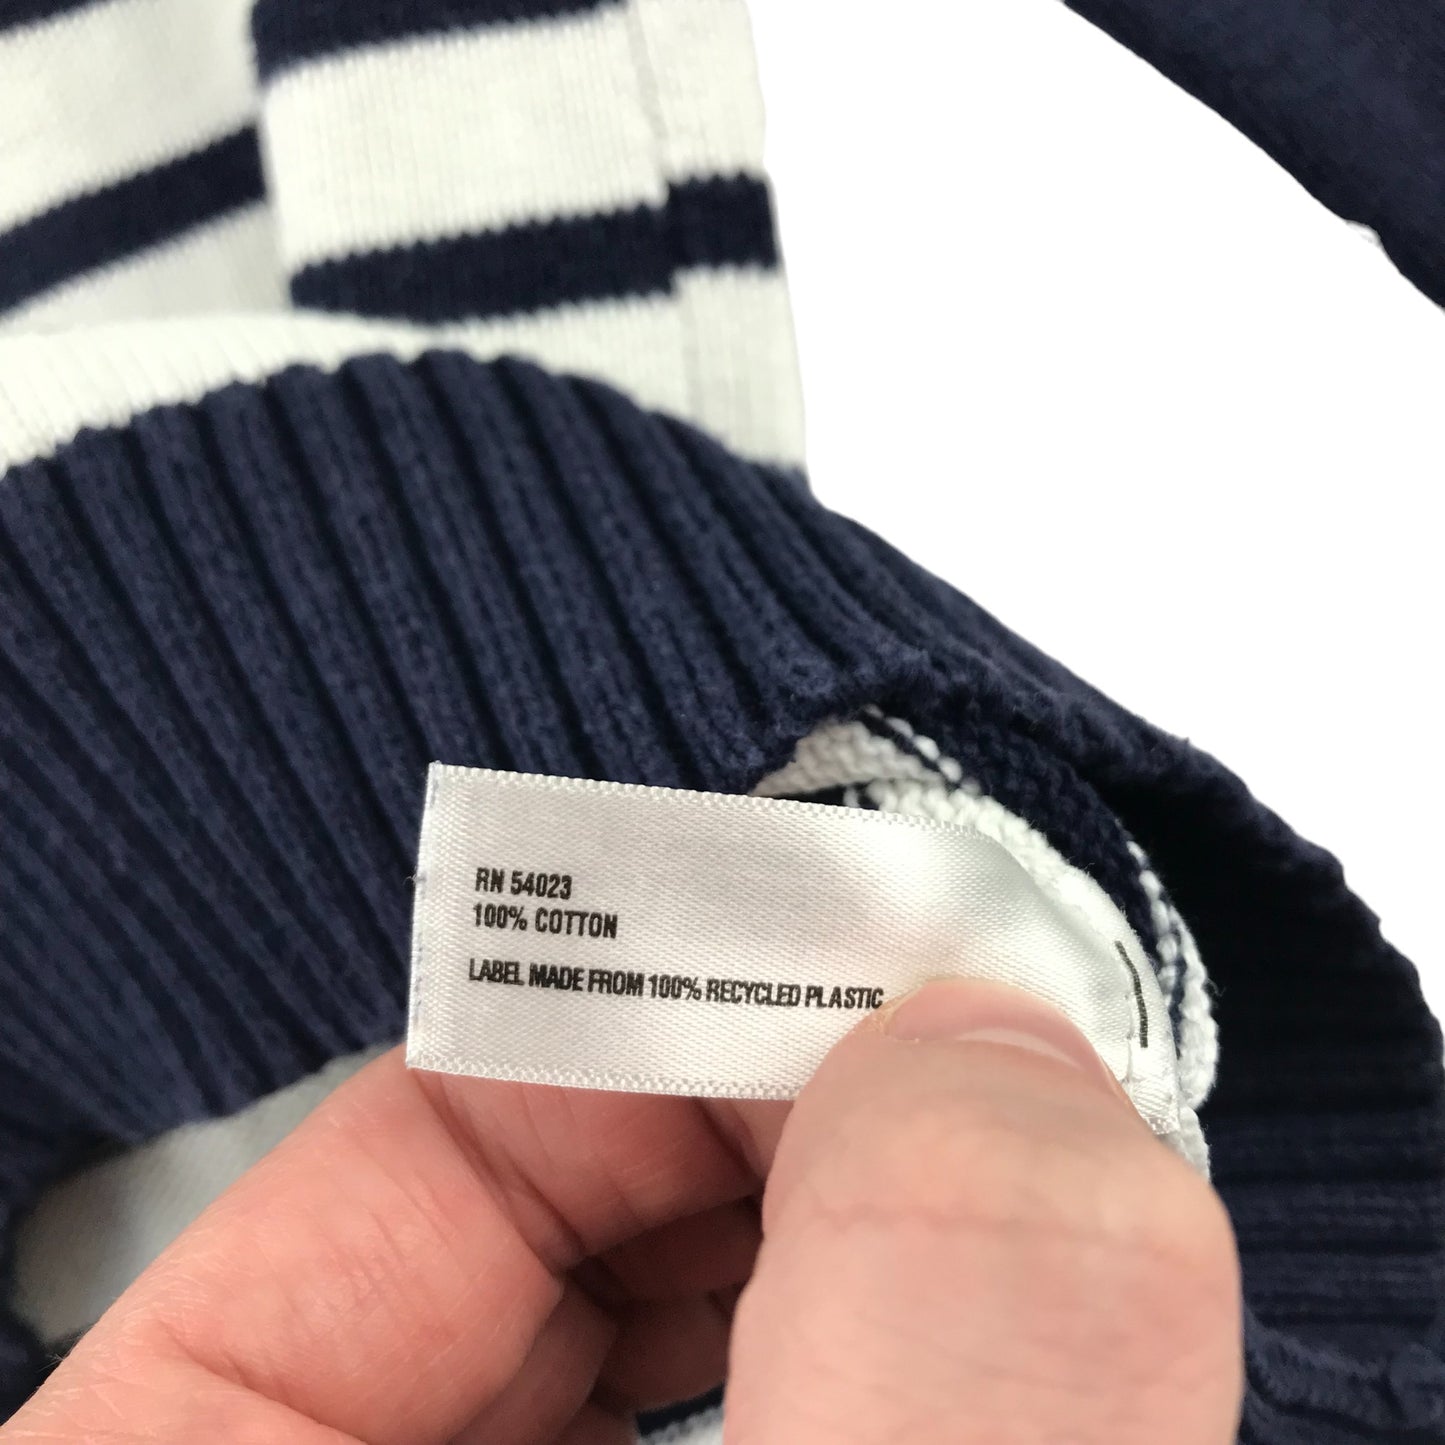 RN 54023
100% COTTON
LABEL MADE FROM 100% RECYCLED PLASTIC